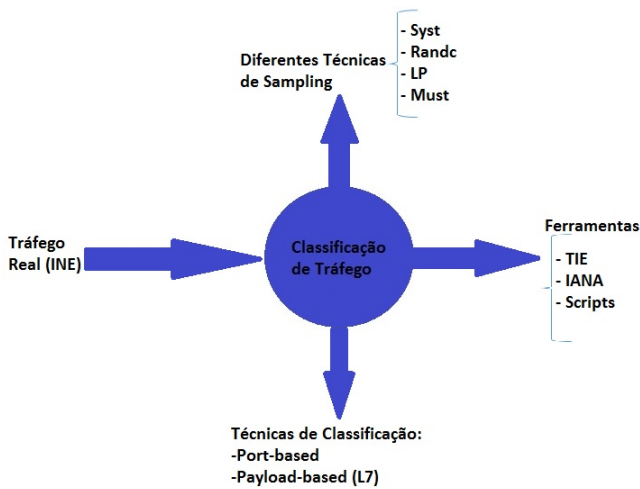 Diferentes Técnicas
de Sampling
- Syst
- Randc
- LP
- Must
Tráfego
Real (INE)
Classificação
de Tráfego
Ferramentas
- TIE
- IANA
- Scripts
Técnicas de Classificação:
-Port-based
-Payload-based (L7)